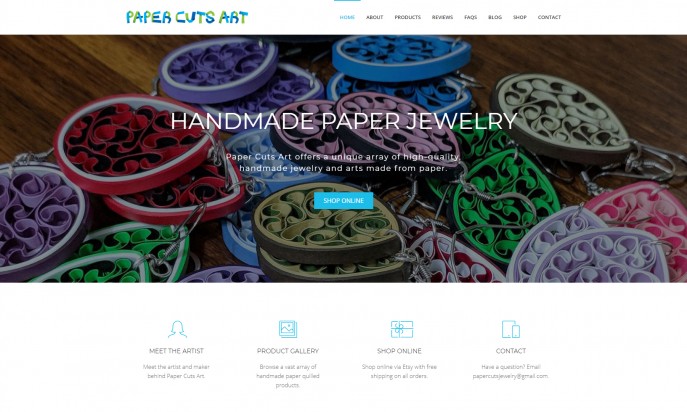 PAPER CUTS ART
HOME ABOUT PRODUCTS REVIEWS FAQS BLOG SHOP CONTACT
HANDMADE PAPER JEWELRY
Paper Cuts Art offers a unique array of high-quality,
handmade jewelry and arts made from paper.
SHOP ONLINE
MEET THE ARTIST
Meet the artist and maker
behind Paper Cuts Art.
PRODUCT GALLERY
Browse a vast array of
handmade paper quilled
products.
SHOP ONLINE
Shop online via Etsy with free
shipping on all orders.
CONTACT
Have a question? Email
papercutsjewelry@gmail.com